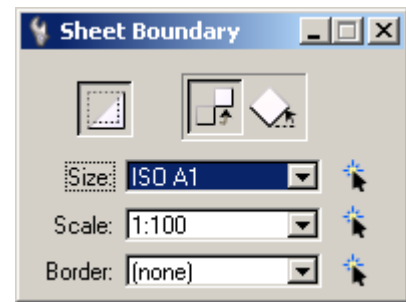 Sheet Boundary
Size: ISO A1
Scale: 1:100
Border: (none)